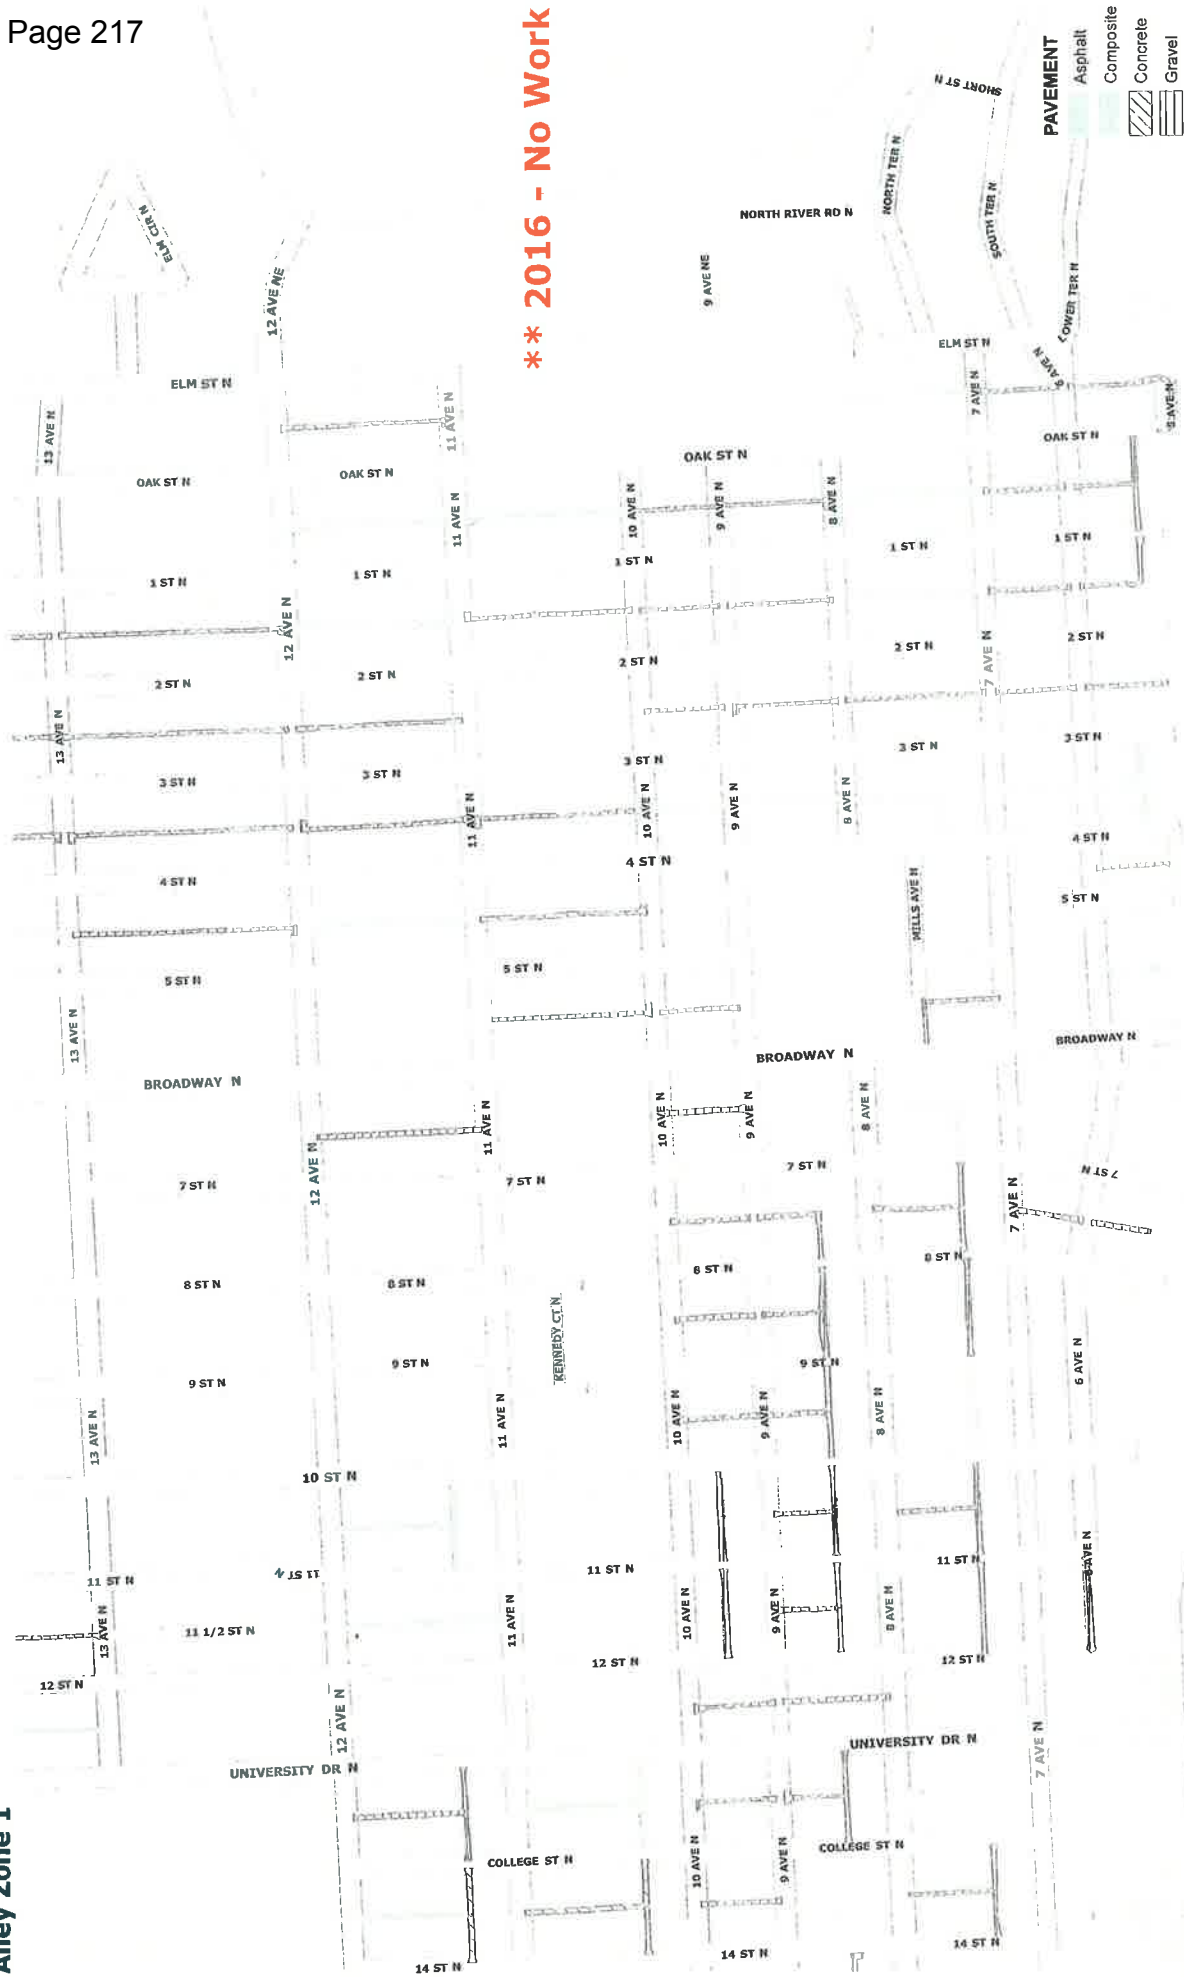 Page 217
** 2016 - No Work
PAVEMENT
Asphalt
Composite
Concrete
Gravel
SHORT ST N
NORTH TER N
SOUTH TER N
LOWER TER N
NORTH RIVER RD N
ELM CIR N
12 AVE NE
9 AVE NE
ELM ST N
ELM ST N
6 AVE N
7 AVE N
13 AVE N
11 AVE N
OAK ST N
OAK ST N
OAK ST N
OAK ST N
11 AVE N
10 AVE N
9 AVE N
8 AVE N
1 ST N
1 ST N
1 ST N
1 ST N
1 ST N
12 AVE N
7 AVE N
2 ST N
2 ST N
2 ST N
2 ST N
2 ST N
13 AVE N
3 ST N
3 ST N
3 ST N
3 ST N
3 ST N
11 AVE N
10 AVE N
9 AVE N
8 AVE N
4 ST N
4 ST N
4 ST N
MILLS AVE N
5 ST N
5 ST N
5 ST N
13 AVE N
BROADWAY N
BROADWAY N
BROADWAY N
12 AVE N
11 AVE N
10 AVE N
9 AVE N
8 AVE N
7 ST N
7 ST N
7 ST N
7 ST N
7 AVE N
8 ST N
8 ST N
8 ST N
8 ST N
KENNEDY CT N
9 ST N
9 ST N
9 ST N
6 AVE N
13 AVE N
11 AVE N
10 AVE N
9 AVE N
8 AVE N
10 ST N
11 ST N
11 ST N
11 ST N
11 ST N
6 AVE N
13 AVE N
11 1/2 ST N
11 AVE N
10 AVE N
9 AVE N
8 AVE N
12 ST N
12 ST N
12 ST N
12 AVE N
7 AVE N
UNIVERSITY DR N
UNIVERSITY DR N
Alley Zone 1
COLLEGE ST N
COLLEGE ST N
10 AVE N
9 AVE N
14 ST N
14 ST N
14 ST N